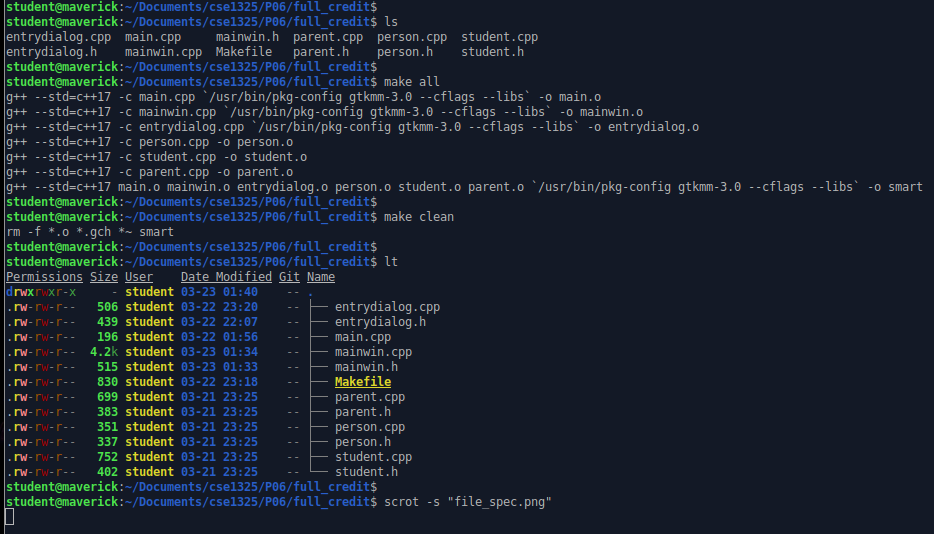 student@maverick:~/Documents/cse1325/P06/full_credit$
student@maverick:~/Documents/cse1325/P06/full_credit$ ls
entrydialog.cpp  main.cpp     mainwin.h  parent.cpp  person.cpp  student.cpp
entrydialog.h    mainwin.cpp  Makefile   parent.h    person.h    student.h
student@maverick:~/Documents/cse1325/P06/full_credit$
student@maverick:~/Documents/cse1325/P06/full_credit$ make all
g++ --std=c++17 -c main.cpp `/usr/bin/pkg-config gtkmm-3.0 --cflags --libs` -o main.o
g++ --std=c++17 -c mainwin.cpp `/usr/bin/pkg-config gtkmm-3.0 --cflags --libs` -o mainwin.o
g++ --std=c++17 -c entrydialog.cpp `/usr/bin/pkg-config gtkmm-3.0 --cflags --libs` -o entrydialog.o
g++ --std=c++17 -c person.cpp -o person.o
g++ --std=c++17 -c student.cpp -o student.o
g++ --std=c++17 -c parent.cpp -o parent.o
g++ --std=c++17 main.o mainwin.o entrydialog.o person.o student.o parent.o `/usr/bin/pkg-config gtkmm-3.0 --cflags --libs` -o smart
student@maverick:~/Documents/cse1325/P06/full_credit$
student@maverick:~/Documents/cse1325/P06/full_credit$ make clean
rm -f *.o *.gch *~ smart
student@maverick:~/Documents/cse1325/P06/full_credit$
student@maverick:~/Documents/cse1325/P06/full_credit$ lt
Permissions Size User    Date Modified Git Name
drwxrwxr-x     - student 03-23 01:40    -- .
.rw-rw-r--   506 student 03-22 23:20    -- ├── entrydialog.cpp
.rw-rw-r--   439 student 03-22 22:07    -- ├── entrydialog.h
.rw-rw-r--   196 student 03-22 01:56    -- ├── main.cpp
.rw-rw-r--  4.2k student 03-23 01:34    -- ├── mainwin.cpp
.rw-rw-r--   515 student 03-23 01:33    -- ├── mainwin.h
.rw-rw-r--   830 student 03-22 23:18    -- ├── Makefile
.rw-rw-r--   699 student 03-21 23:25    -- ├── parent.cpp
.rw-rw-r--   383 student 03-21 23:25    -- ├── parent.h
.rw-rw-r--   351 student 03-21 23:25    -- ├── person.cpp
.rw-rw-r--   337 student 03-21 23:25    -- ├── person.h
.rw-rw-r--   752 student 03-21 23:25    -- ├── student.cpp
.rw-rw-r--   402 student 03-21 23:25    -- └── student.h
student@maverick:~/Documents/cse1325/P06/full_credit$
student@maverick:~/Documents/cse1325/P06/full_credit$ scrot -s "file_spec.png"